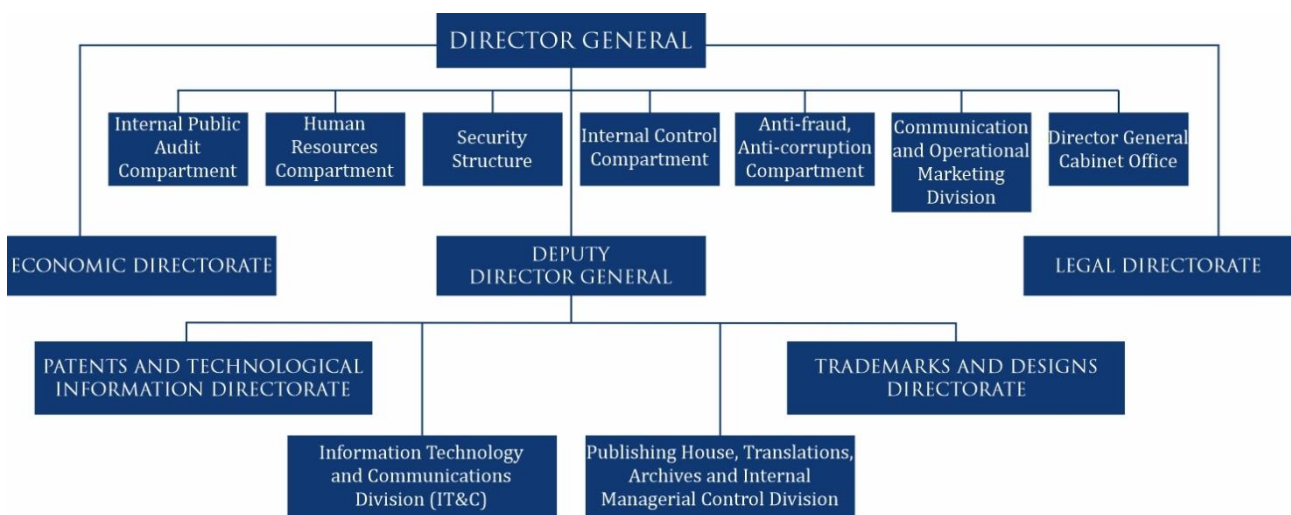 DIRECTOR GENERAL
Internal Public
Audit
Compartment
Human
Resources
Compartment
Security
Structure
Internal Control
Compartment
Anti-fraud,
Anti-corruption
Compartment
Communication
and Operational
Marketing
Division
Director General
Cabinet Office
ECONOMIC DIRECTORATE
DEPUTY
DIRECTOR GENERAL
LEGAL DIRECTORATE
PATENTS AND TECHNOLOGICAL
INFORMATION DIRECTORATE
TRADEMARKS AND DESIGNS
DIRECTORATE
Information Technology
and Communications
Division (IT&C)
Publishing House, Translations,
Archives and Internal
Managerial Control Division